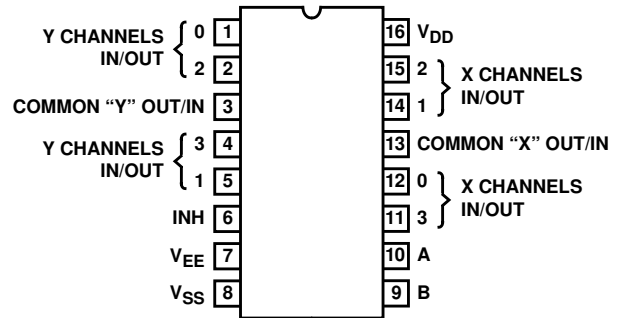 Y CHANNELS IN/OUT
0 1
2 2
COMMON “Y” OUT/IN 3
Y CHANNELS IN/OUT
3 4
1 5
INH 6
VEE 7
VSS 8
16 VDD
15 2
14 1
X CHANNELS IN/OUT
13 COMMON “X” OUT/IN
12 0
11 3
X CHANNELS IN/OUT
10 A
9 B